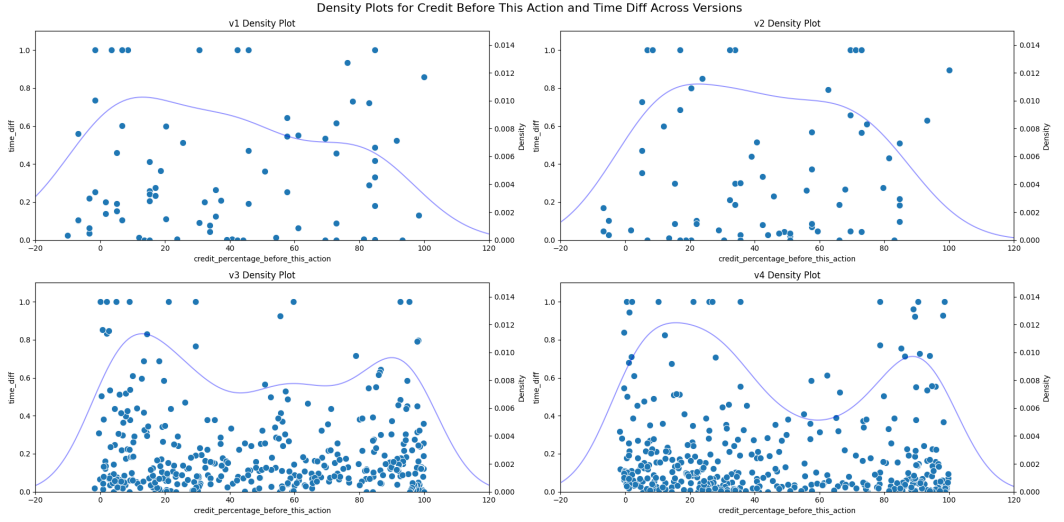 Density Plots for Credit Before This Action and Time Diff Across Versions
v1 Density Plot
1.0
0.8
0.6
0.4
0.2
0.0
time_diff
0.014
0.012
0.010
0.008
0.006
0.004
0.002
0.000
Density
-20 0 20 40 60 80 100 120
credit_percentage_before_this_action
v2 Density Plot
1.0
0.8
0.6
0.4
0.2
0.0
time_diff
0.014
0.012
0.010
0.008
0.006
0.004
0.002
0.000
Density
-20 0 20 40 60 80 100 120
credit_percentage_before_this_action
v3 Density Plot
1.0
0.8
0.6
0.4
0.2
0.0
time_diff
0.014
0.012
0.010
0.008
0.006
0.004
0.002
0.000
Density
-20 0 20 40 60 80 100 120
credit_percentage_before_this_action
v4 Density Plot
1.0
0.8
0.6
0.4
0.2
0.0
time_diff
0.014
0.012
0.010
0.008
0.006
0.004
0.002
0.000
Density
-20 0 20 40 60 80 100 120
credit_percentage_before_this_action